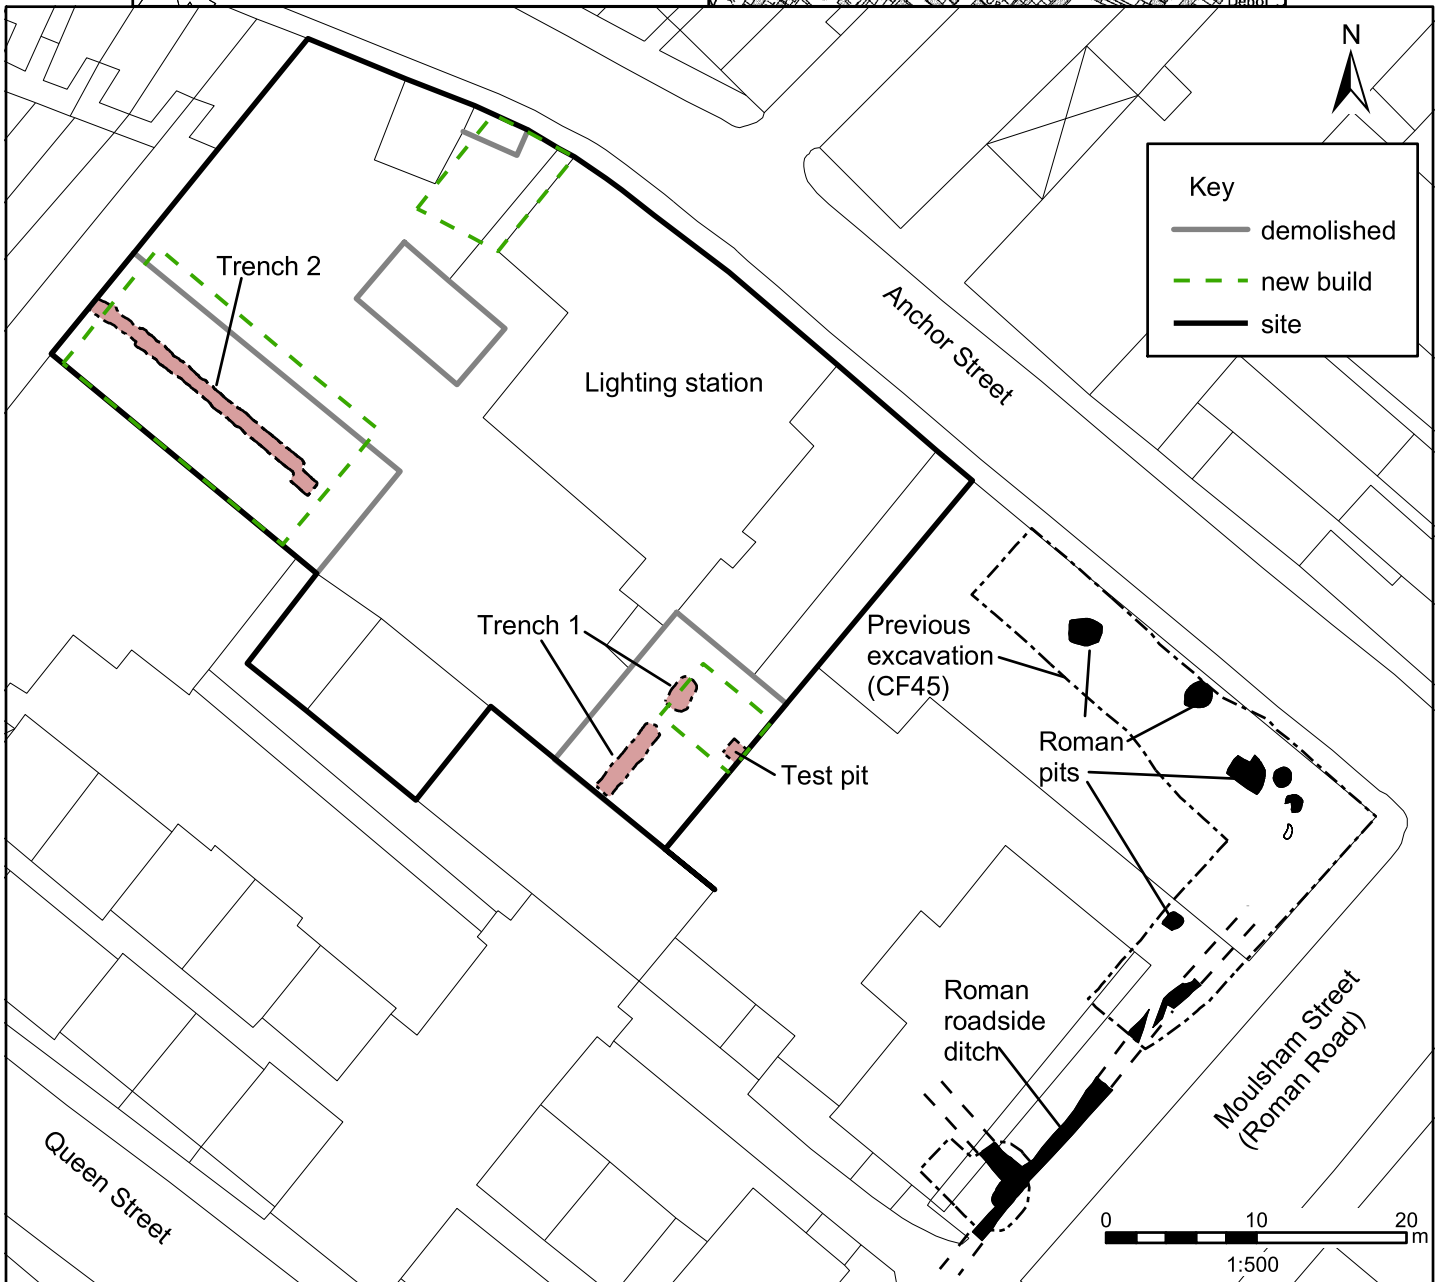 Depot
N
Key
demolished
new build
site
Trench 2
Anchor Street
Lighting station
Trench 1
Previous
excavation
(CF45)
Roman
pits
Test pit
Roman
roadside
ditch
Moulsham Street
(Roman Road)
Queen Street
0 10 20
m
1:500